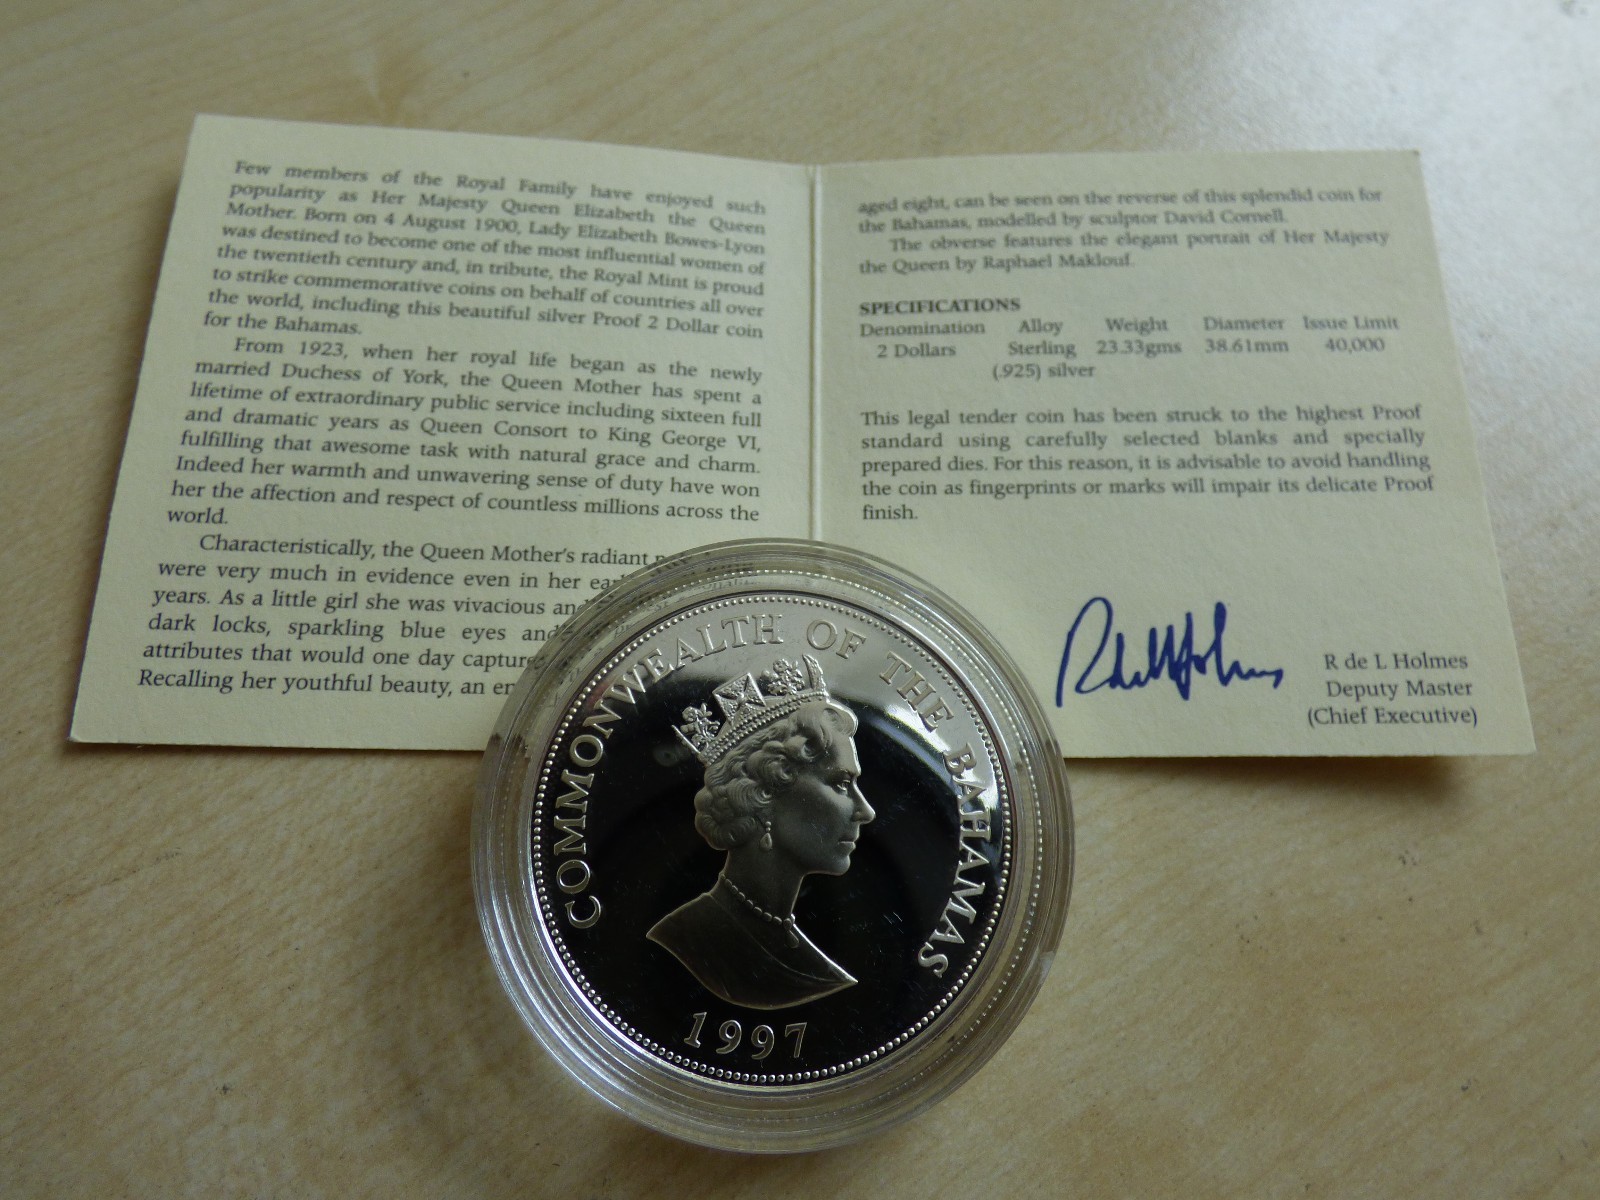 Few members of the Royal Family have enjoyed such
popularity as Her Majesty Queen Elizabeth the Queen
Mother. Born on 4 August 1900, Lady Elizabeth Bowes-Lyon
was destined to become one of the most influential women of
the twentieth century and, in tribute, the Royal Mint is proud
to strike commemorative coins on behalf of countries all over
the world, including this beautiful silver Proof 2 Dollar coin
for the Bahamas.
From 1923, when her royal life began as the newly
married Duchess of York, the Queen Mother has spent a
lifetime of extraordinary public service including sixteen full
and dramatic years as Queen Consort to King George VI,
fulfilling that awesome task with natural grace and charm.
Indeed her warmth and unwavering sense of duty have won
her the affection and respect of countless millions across the
world.
Characteristically, the Queen Mother's radiant
were very much in evidence even in her
years. As a little girl she was vivacious
dark locks, sparkling blue eyes and
attributes that would one day
Recalling her youthful beauty, an
aged eight, can be seen on the reverse of this splendid coin for
the Bahamas, modelled by sculptor David Cornell.
The obverse features the elegant portrait of Her Majesty
the Queen by Raphael Maklouf.
SPECIFICATIONS
Denomination Alloy Weight Diameter Issue Limit
2 Dollars Sterling 23.33gms 38.61mm 40,000
(.925) silver
This legal tender coin has been struck to the highest Proof
standard using carefully selected blanks and specially
prepared dies. For this reason, it is advisable to avoid handling
the coin as fingerprints or marks will impair its delicate Proof
finish.
R de L Holmes
Deputy Master
(Chief Executive)
COMMONWEALTH OF THE BAHAMAS
1997